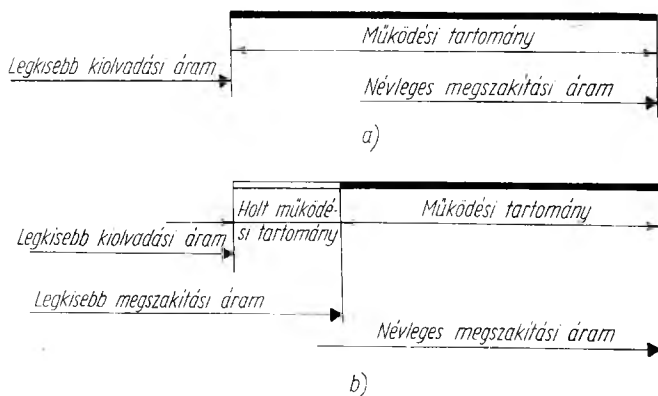 Működési tartomány
Legkisebb kiolvadási áram
Névleges megszakítási áram
a)
Holt működé-
si tartomány
Működési tartomány
Legkisebb kiolvadási áram
Legkisebb megszakítási áram
Névleges megszakítási áram
b)